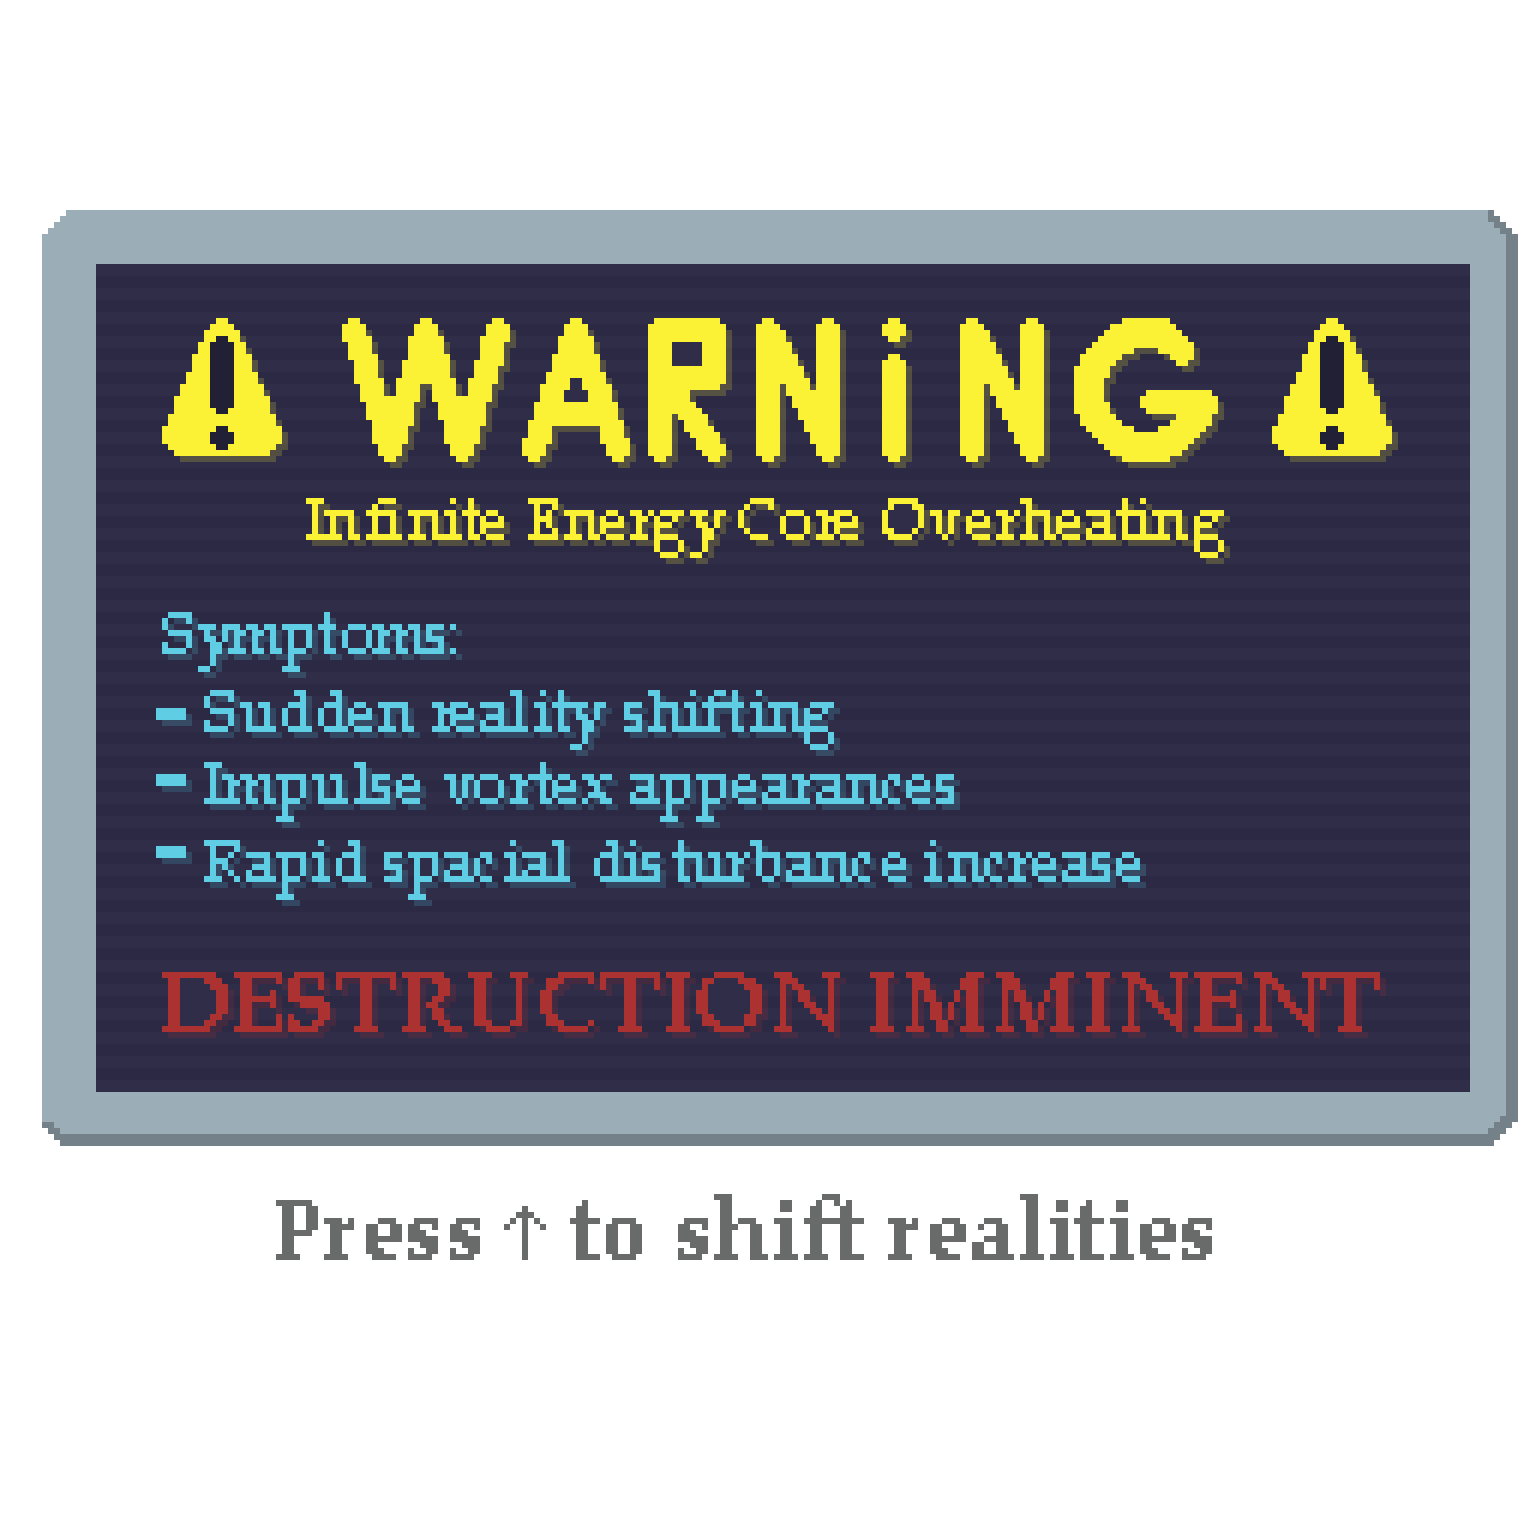 WARNiNG
Infinite Energy Core Overheating
Symptoms:
- Sudden reality shifting
- Impulse vortex appearances
- Rapid spacial disturbance increase
DESTRUCTION IMMINENT
Press ↑ to shift realities